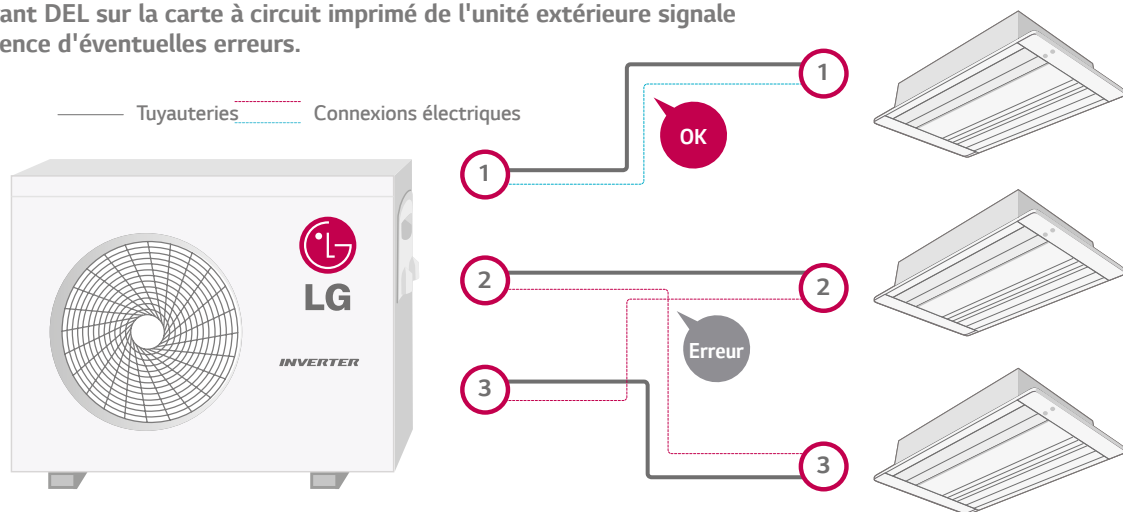 ant DEL sur la carte à circuit imprimé de l'unité extérieure signale
ence d'éventuelles erreurs.
Tuyauteries
Connexions électriques
1
OK
1
2
2
Erreur
3
3
LG
LG
INVERTER